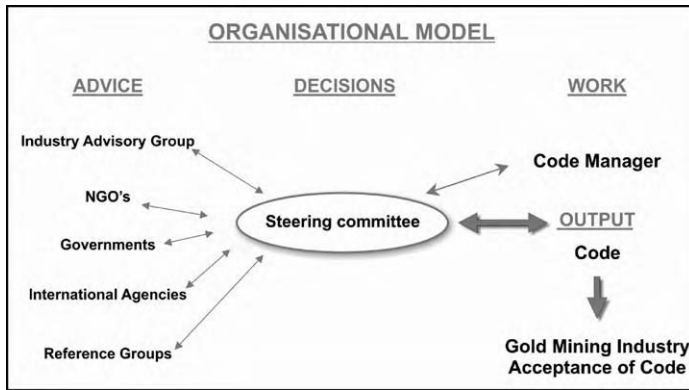 ORGANISATIONAL MODEL
ADVICE
DECISIONS
WORK
Industry Advisory Group
NGO's
Governments
International Agencies
Reference Groups
Steering committee
Code Manager
OUTPUT
Code
Gold Mining Industry
Acceptance of Code